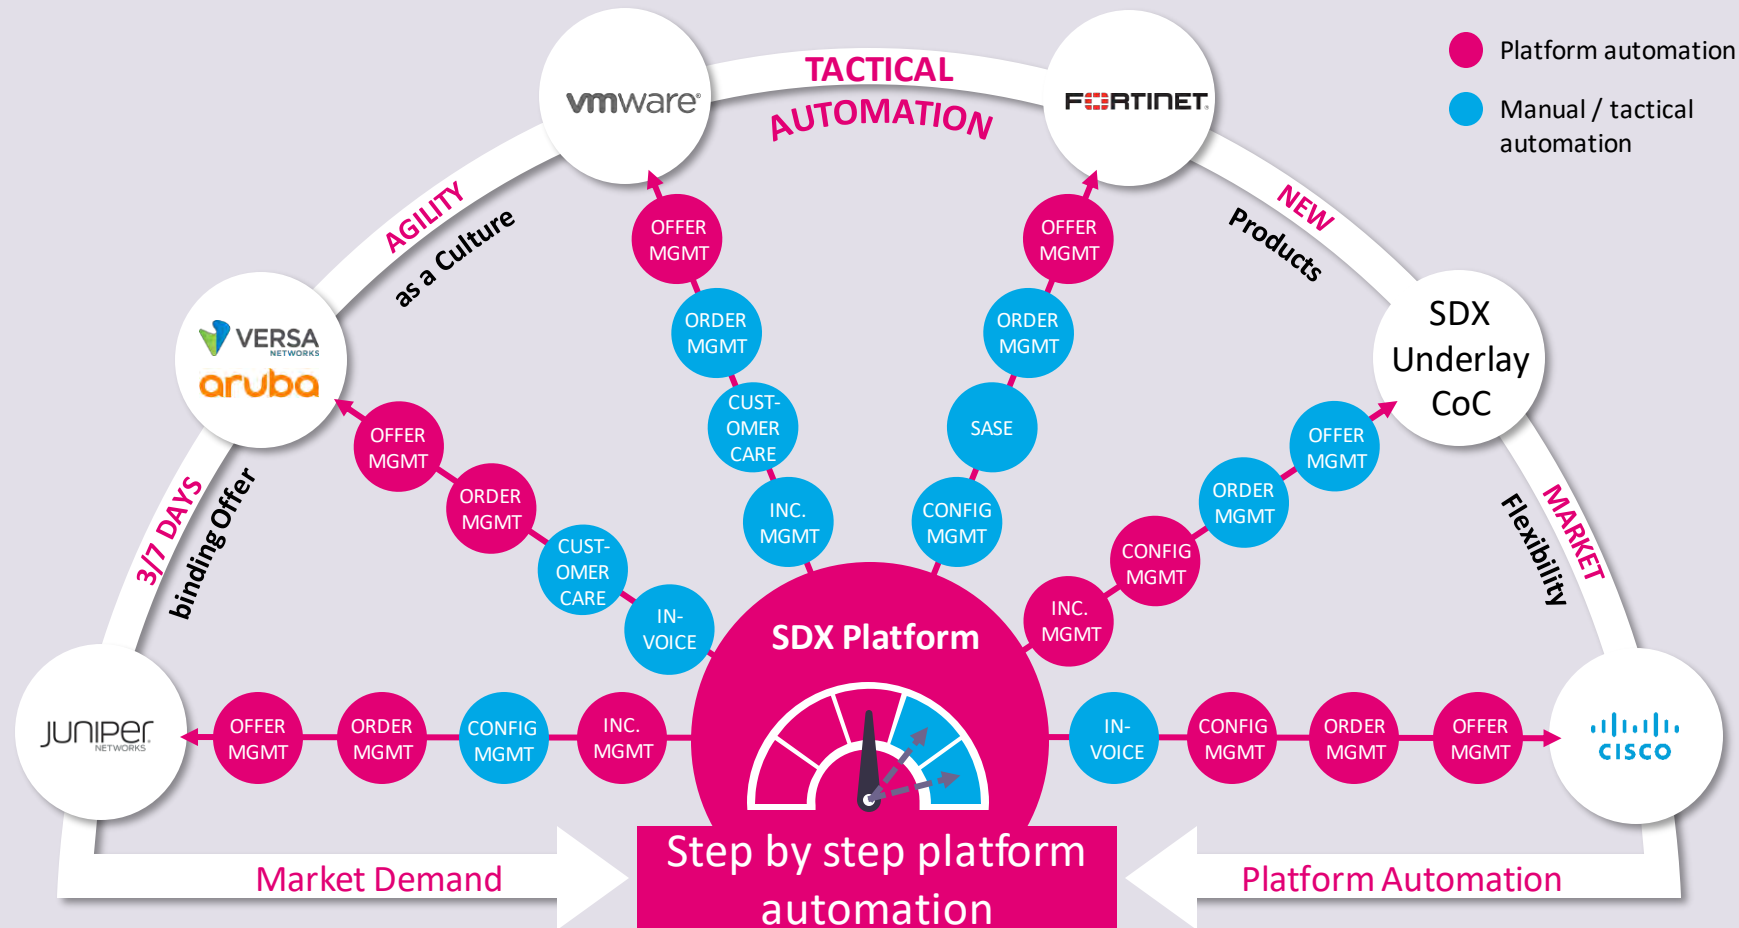 TACTICAL
AUTOMATION
Platform automation
Manual / tactical
automation
vmware®
FORTINET®
AGILITY
as a Culture
NEW
Products
VERSA
NETWORKS
aruba
SDX
Underlay
CoC
3/7 DAYS
binding Offer
MARKET
Flexibility
JUNIPER
NETWORKS
CISCO
OFFER
MGMT
ORDER
MGMT
CONFIG
MGMT
INC.
MGMT
OFFER
MGMT
ORDER
MGMT
CUST-
OMER
CARE
IN-
VOICE
OFFER
MGMT
ORDER
MGMT
CUST-
OMER
CARE
INC.
MGMT
OFFER
MGMT
ORDER
MGMT
SASE
CONFIG
MGMT
OFFER
MGMT
ORDER
MGMT
CONFIG
MGMT
INC.
MGMT
IN-
VOICE
CONFIG
MGMT
ORDER
MGMT
OFFER
MGMT
SDX Platform
Market Demand
Step by step platform
automation
Platform Automation